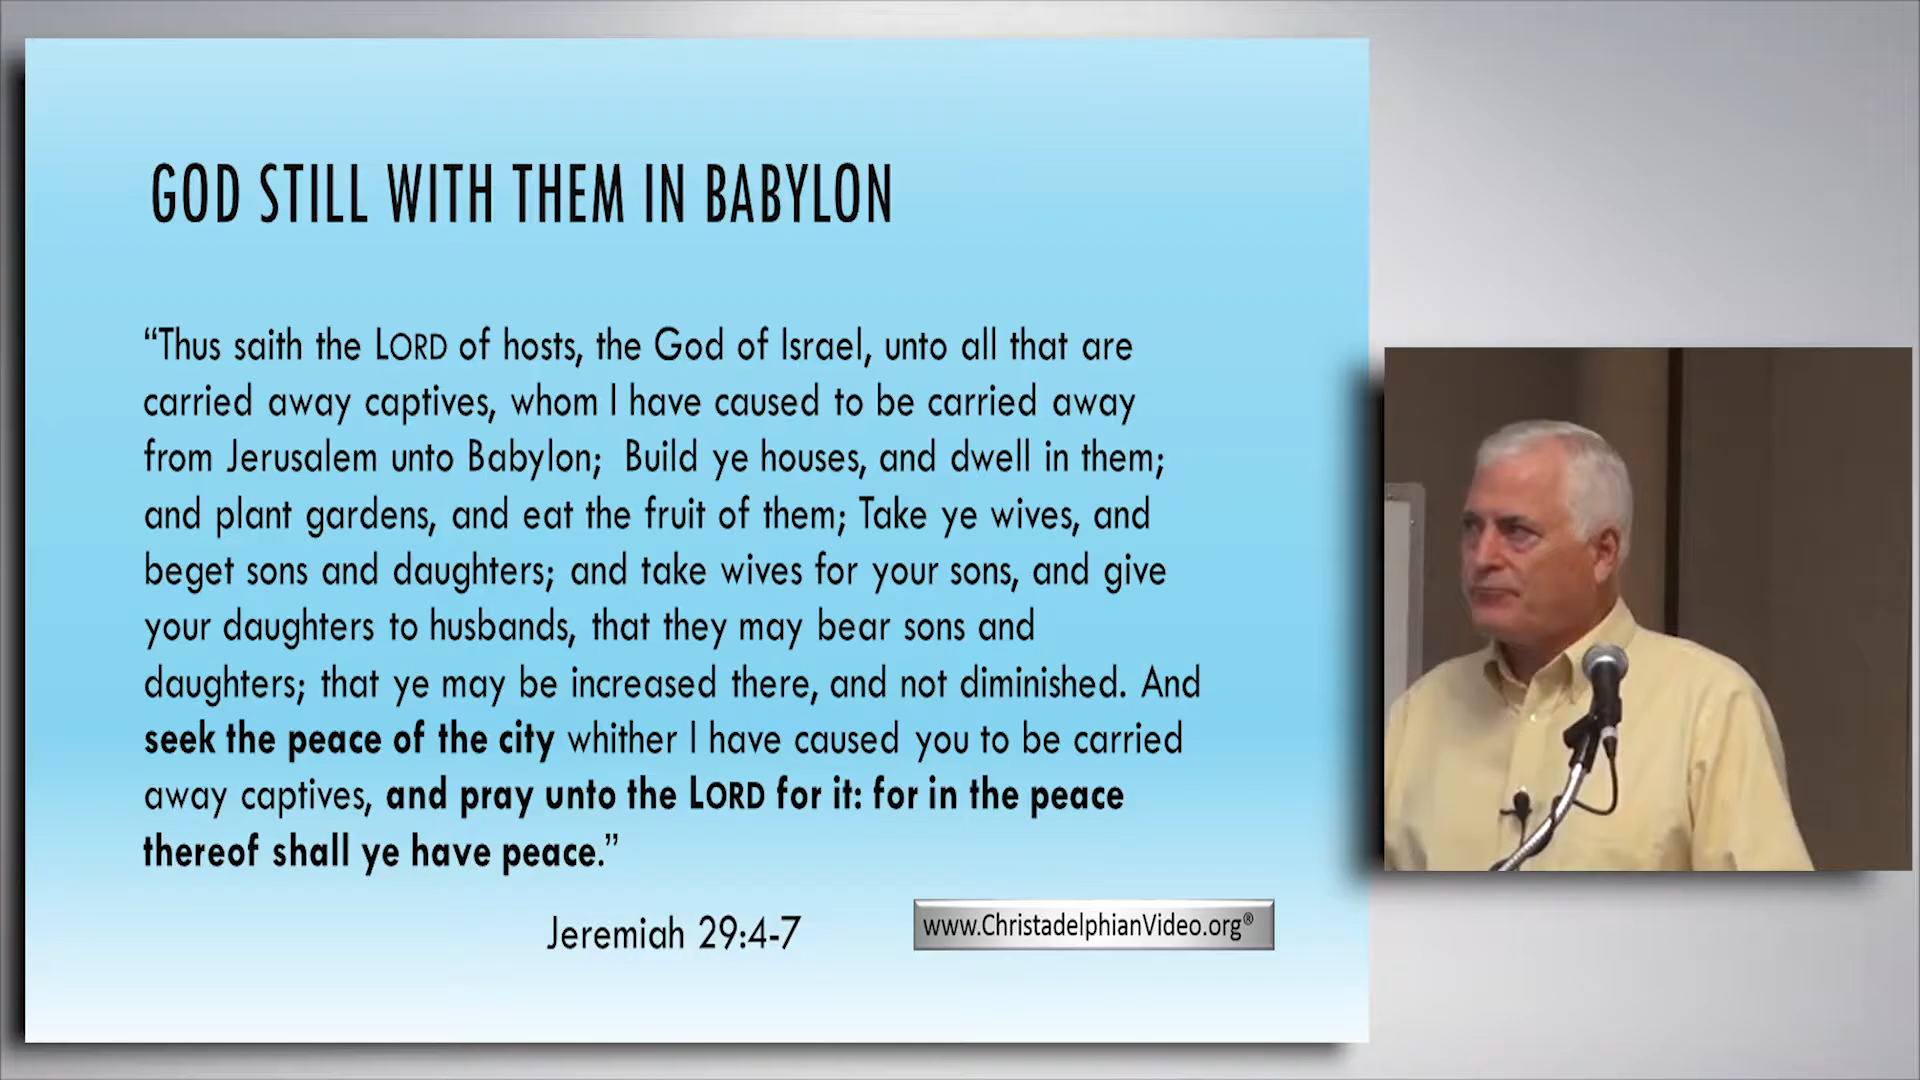 GOD STILL WITH THEM IN BABYLON
“Thus saith the LORD of hosts, the God of Israel, unto all that are
carried away captives, whom I have caused to be carried away
from Jerusalem unto Babylon;  Build ye houses, and dwell in them;
and plant gardens, and eat the fruit of them; Take ye wives, and
beget sons and daughters; and take wives for your sons, and give
your daughters to husbands, that they may bear sons and
daughters; that ye may be increased there, and not diminished. And
seek the peace of the city whither I have caused you to be carried
away captives, and pray unto the LORD for it: for in the peace
thereof shall ye have peace.”
Jeremiah 29:4-7
www.ChristadelphianVideo.org®